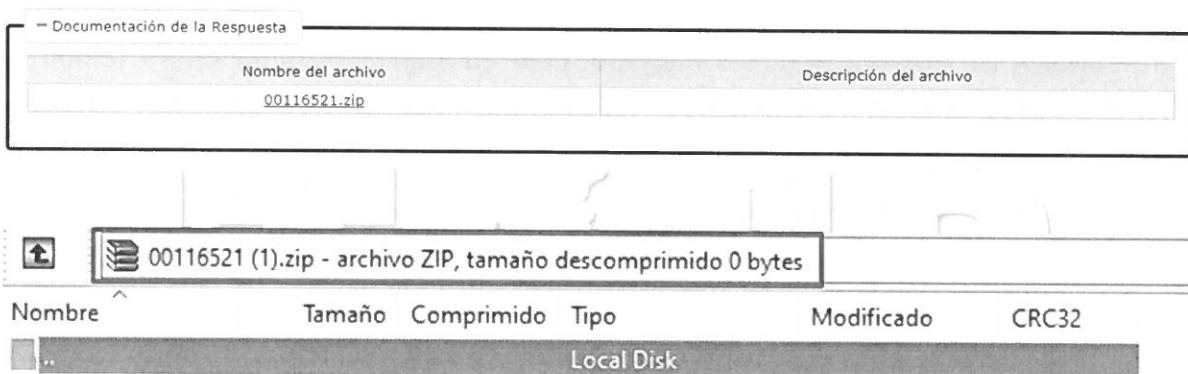 — Documentación de la Respuesta
Nombre del archivo Descripción del archivo
00116521.zip
00116521 (1).zip - archivo ZIP, tamaño descomprimido 0 bytes
Nombre Tamaño Comprimido Tipo Modificado CRC32
.. Local Disk